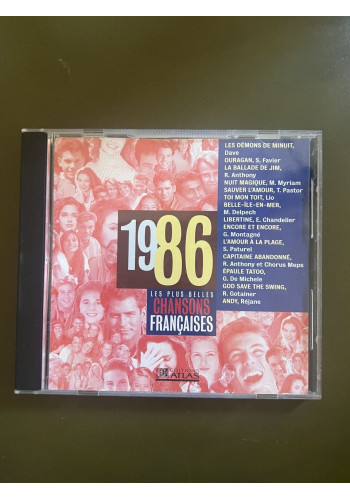 LES DÉMONS DE MINUIT,
Dave
OURAGAN, S. Favier
LA BALLADE DE JIM,
R. Anthony
NUIT MAGIQUE, M. Myriam
SAUVER L'AMOUR, T. Pastor
TOI MON TOIT, Lio
BELLE-ÎLE-EN-MER,
M. Delpech
LIBERTINE, E. Chandelier
ENCORE ET ENCORE,
G. Montagné
L'AMOUR À LA PLAGE,
S. Paturel
CAPITAINE ABANDONNÉ,
R. Anthony et Chorus Meps
ÉPAULE TATOO,
G. De Michele
GOD SAVE THE SWING,
R. Gotainer
ANDY, Réjane
1986
LES PLUS BELLES
CHANSONS
FRANÇAISES
EDITIONS
ATLAS